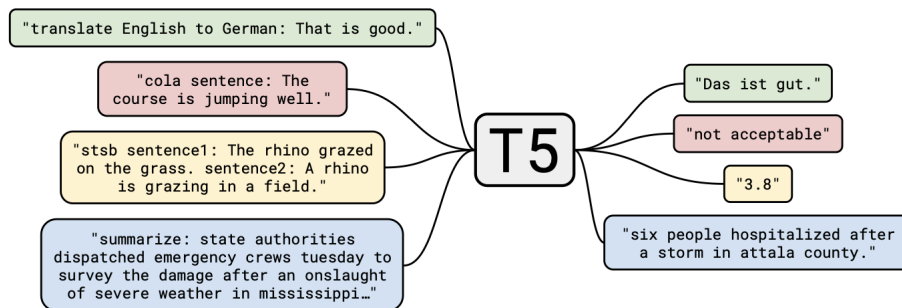 "translate English to German: That is good."
"cola sentence: The
course is jumping well."
"stsb sentence1: The rhino grazed
on the grass. sentence2: A rhino
is grazing in a field."
"summarize: state authorities
dispatched emergency crews tuesday to
survey the damage after an onslaught
of severe weather in mississippi…"
T5
"Das ist gut."
"not acceptable"
"3.8"
"six people hospitalized after
a storm in attala county."